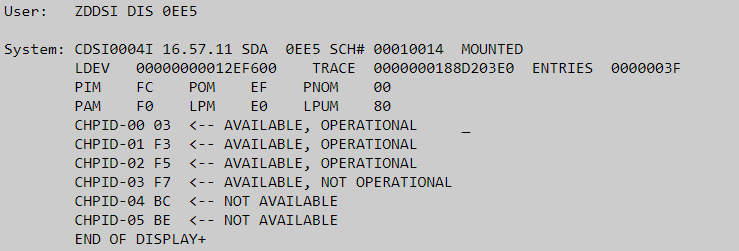 User: ZDDSI DIS 0EE5
System: CDSI0004I 16.57.11 SDA 0EE5 SCH# 00010014 MOUNTED
LDEV 00000000012EF600 TRACE 0000000188D203E0 ENTRIES 0000003F
PIM FC POM EF PNOM 00
PAM F0 LPM E0 LPUM 80
CHPID-00 03 <-- AVAILABLE, OPERATIONAL _
CHPID-01 F3 <-- AVAILABLE, OPERATIONAL
CHPID-02 F5 <-- AVAILABLE, OPERATIONAL
CHPID-03 F7 <-- AVAILABLE, NOT OPERATIONAL
CHPID-04 BC <-- NOT AVAILABLE
CHPID-05 BE <-- NOT AVAILABLE
END OF DISPLAY+